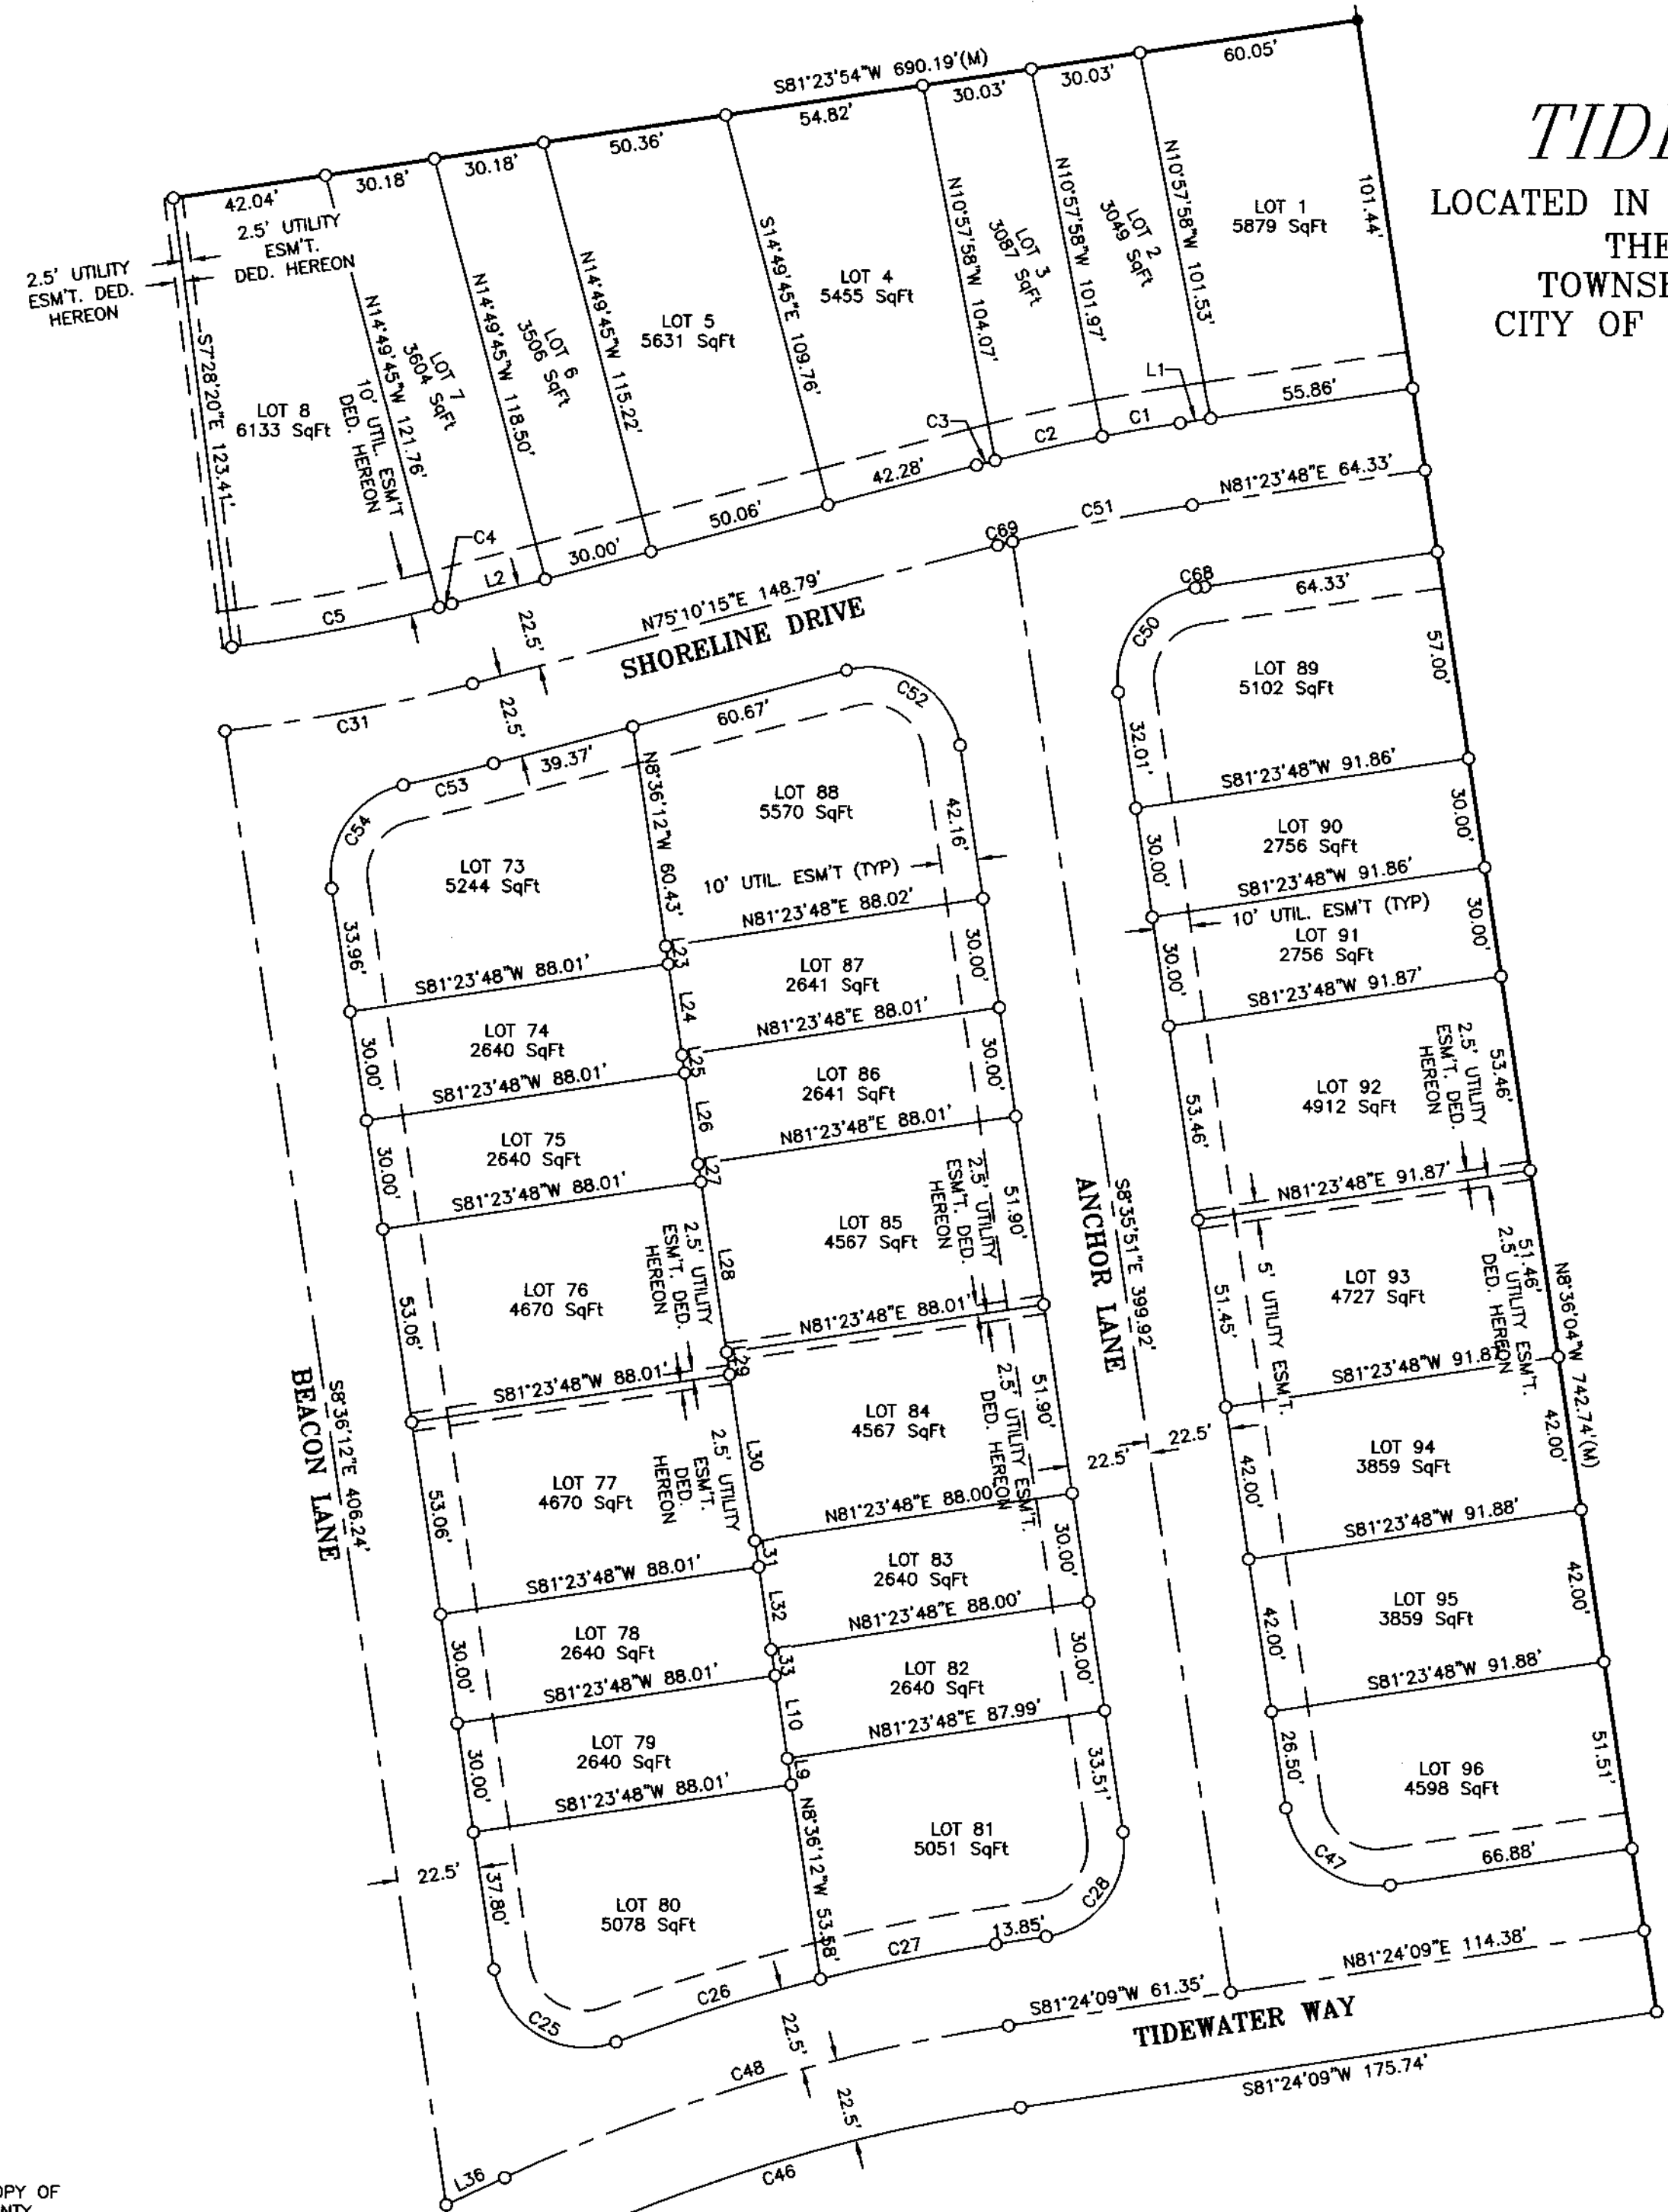 S81°23'54"W 690.19'(M)
42.04'
30.18'
30.18'
50.36'
54.82'
30.03'
30.03'
60.05'
TID
LOCATED IN
THE
TOWNSH
CITY OF
2.5' UTILITY
ESM'T. DED.
HEREON
2.5' UTILITY
ESM'T.
DED. HEREON
S7°28'20"E 123.41'
LOT 8
6133 SqFt
10' UTIL. ESM'T
DED. HEREON
N14°49'45"W 121.76'
LOT 7
3604 SqFt
N14°49'45"W 118.50'
LOT 6
3506 SqFt
N14°49'45"W 115.22'
LOT 5
5631 SqFt
S14°49'45"E 109.76'
LOT 4
5455 SqFt
N10°57'58"W 104.07'
LOT 3
3087 SqFt
N10°57'58"W 101.97'
LOT 2
3049 SqFt
N10°57'58"W 101.53'
LOT 1
5879 SqFt
101.44'
C5
C4
L2
30.00'
50.06'
42.28'
C3
C2
C1
L1
55.86'
C31
22.5'
22.5'
N75°10'15"E 148.79'
SHORELINE DRIVE
C69
C51
N81°23'48"E 64.33'
C54
C53
39.37'
60.67'
C52
C50
C68
64.33'
LOT 73
5244 SqFt
33.96'
N8°36'12"W 60.43'
LOT 88
5570 SqFt
42.16'
10' UTIL. ESM'T (TYP)
N81°23'48"E 88.02'
LOT 89
5102 SqFt
57.00'
32.01'
S81°23'48"W 91.86'
LOT 90
2756 SqFt
30.00'
30.00'
S81°23'48"W 91.86'
10' UTIL. ESM'T (TYP)
LOT 91
2756 SqFt
30.00'
30.00'
S81°23'48"W 91.87'
L23
S81°23'48"W 88.01'
LOT 87
2641 SqFt
30.00'
L24
LOT 74
2640 SqFt
30.00'
N81°23'48"E 88.01'
L25
S81°23'48"W 88.01'
LOT 86
2641 SqFt
30.00'
L26
LOT 75
2640 SqFt
30.00'
N81°23'48"E 88.01'
L27
S81°23'48"W 88.01'
LOT 92
4912 SqFt
53.46'
53.46'
2.5' UTILITY
ESM'T. DED.
HEREON
N81°23'48"E 91.87'
LOT 85
4567 SqFt
51.90'
2.5' UTILITY
ESM'T. DED.
HEREON
L28
LOT 76
4670 SqFt
53.06'
2.5' UTILITY
ESM'T. DED.
HEREON
N81°23'48"E 88.01'
L29
S81°23'48"W 88.01'
ANCHOR LANE
S8°35'51"E 399.92'
LOT 93
4727 SqFt
51.45'
51.46'
5' UTILITY ESM'T.
2.5' UTILITY ESM'T.
DED. HEREON
N8°36'04"W 742.74'(M)
S81°23'48"W 91.87'
BEACON LANE
S8°36'12"E 406.24'
LOT 84
4567 SqFt
51.90'
2.5' UTILITY ESM'T.
DED. HEREON
22.5'
22.5'
L30
LOT 77
4670 SqFt
53.06'
2.5' UTILITY
ESM'T.
DED.
HEREON
N81°23'48"E 88.00'
L31
S81°23'48"W 88.01'
LOT 94
3859 SqFt
42.00'
42.00'
S81°23'48"W 91.88'
LOT 83
2640 SqFt
30.00'
L32
LOT 78
2640 SqFt
30.00'
N81°23'48"E 88.00'
L33
S81°23'48"W 88.01'
LOT 95
3859 SqFt
42.00'
42.00'
S81°23'48"W 91.88'
LOT 82
2640 SqFt
30.00'
L10
LOT 79
2640 SqFt
30.00'
N81°23'48"E 87.99'
L9
S81°23'48"W 88.01'
LOT 96
4598 SqFt
26.50'
51.51'
C47
66.88'
LOT 81
5051 SqFt
33.51'
N8°36'12"W 53.58'
LOT 80
5078 SqFt
22.5'
37.80'
C25
C26
C27
13.85'
C28
22.5'
22.5'
S81°24'09"W 61.35'
N81°24'09"E 114.38'
TIDEWATER WAY
C48
S81°24'09"W 175.74'
L36
C46
OPY OF